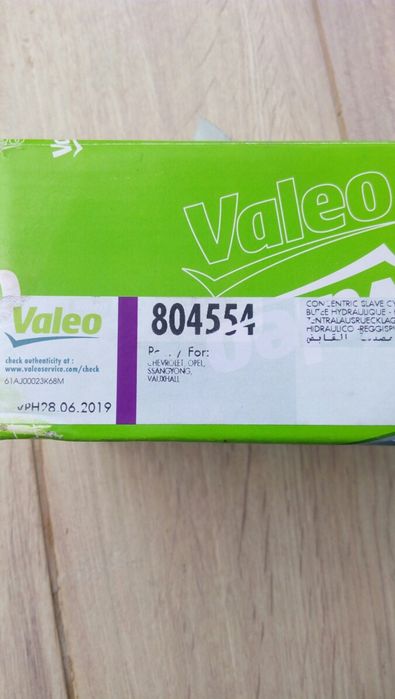 Valeo
Valeo
804554
For:
CHEVROLET, OPEL,
SSANGYONG,
VAUXHALL
check authenticity at :
www.valeoservice.com/check
61AJ00023K68M
28.06.2019
CONCENTRIC SLAVE CY
BUTEE HYDRAULIQUE -
ZENTRALAUSRUECKLAG
HIDRAULICO -REGGISP